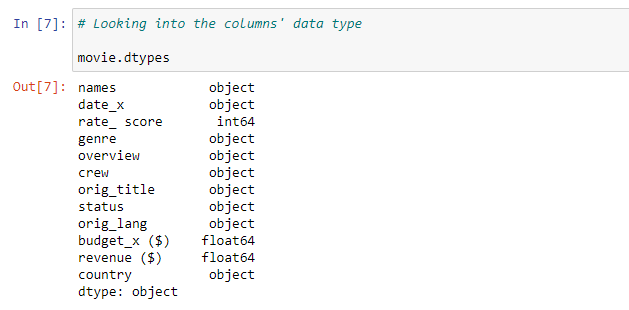 In [7]: # Looking into the columns' data type
movie.dtypes
Out[7]: names object
date_x object
rate_ score int64
genre object
overview object
crew object
orig_title object
status object
orig_lang object
budget_x ($) float64
revenue ($) float64
country object
dtype: object